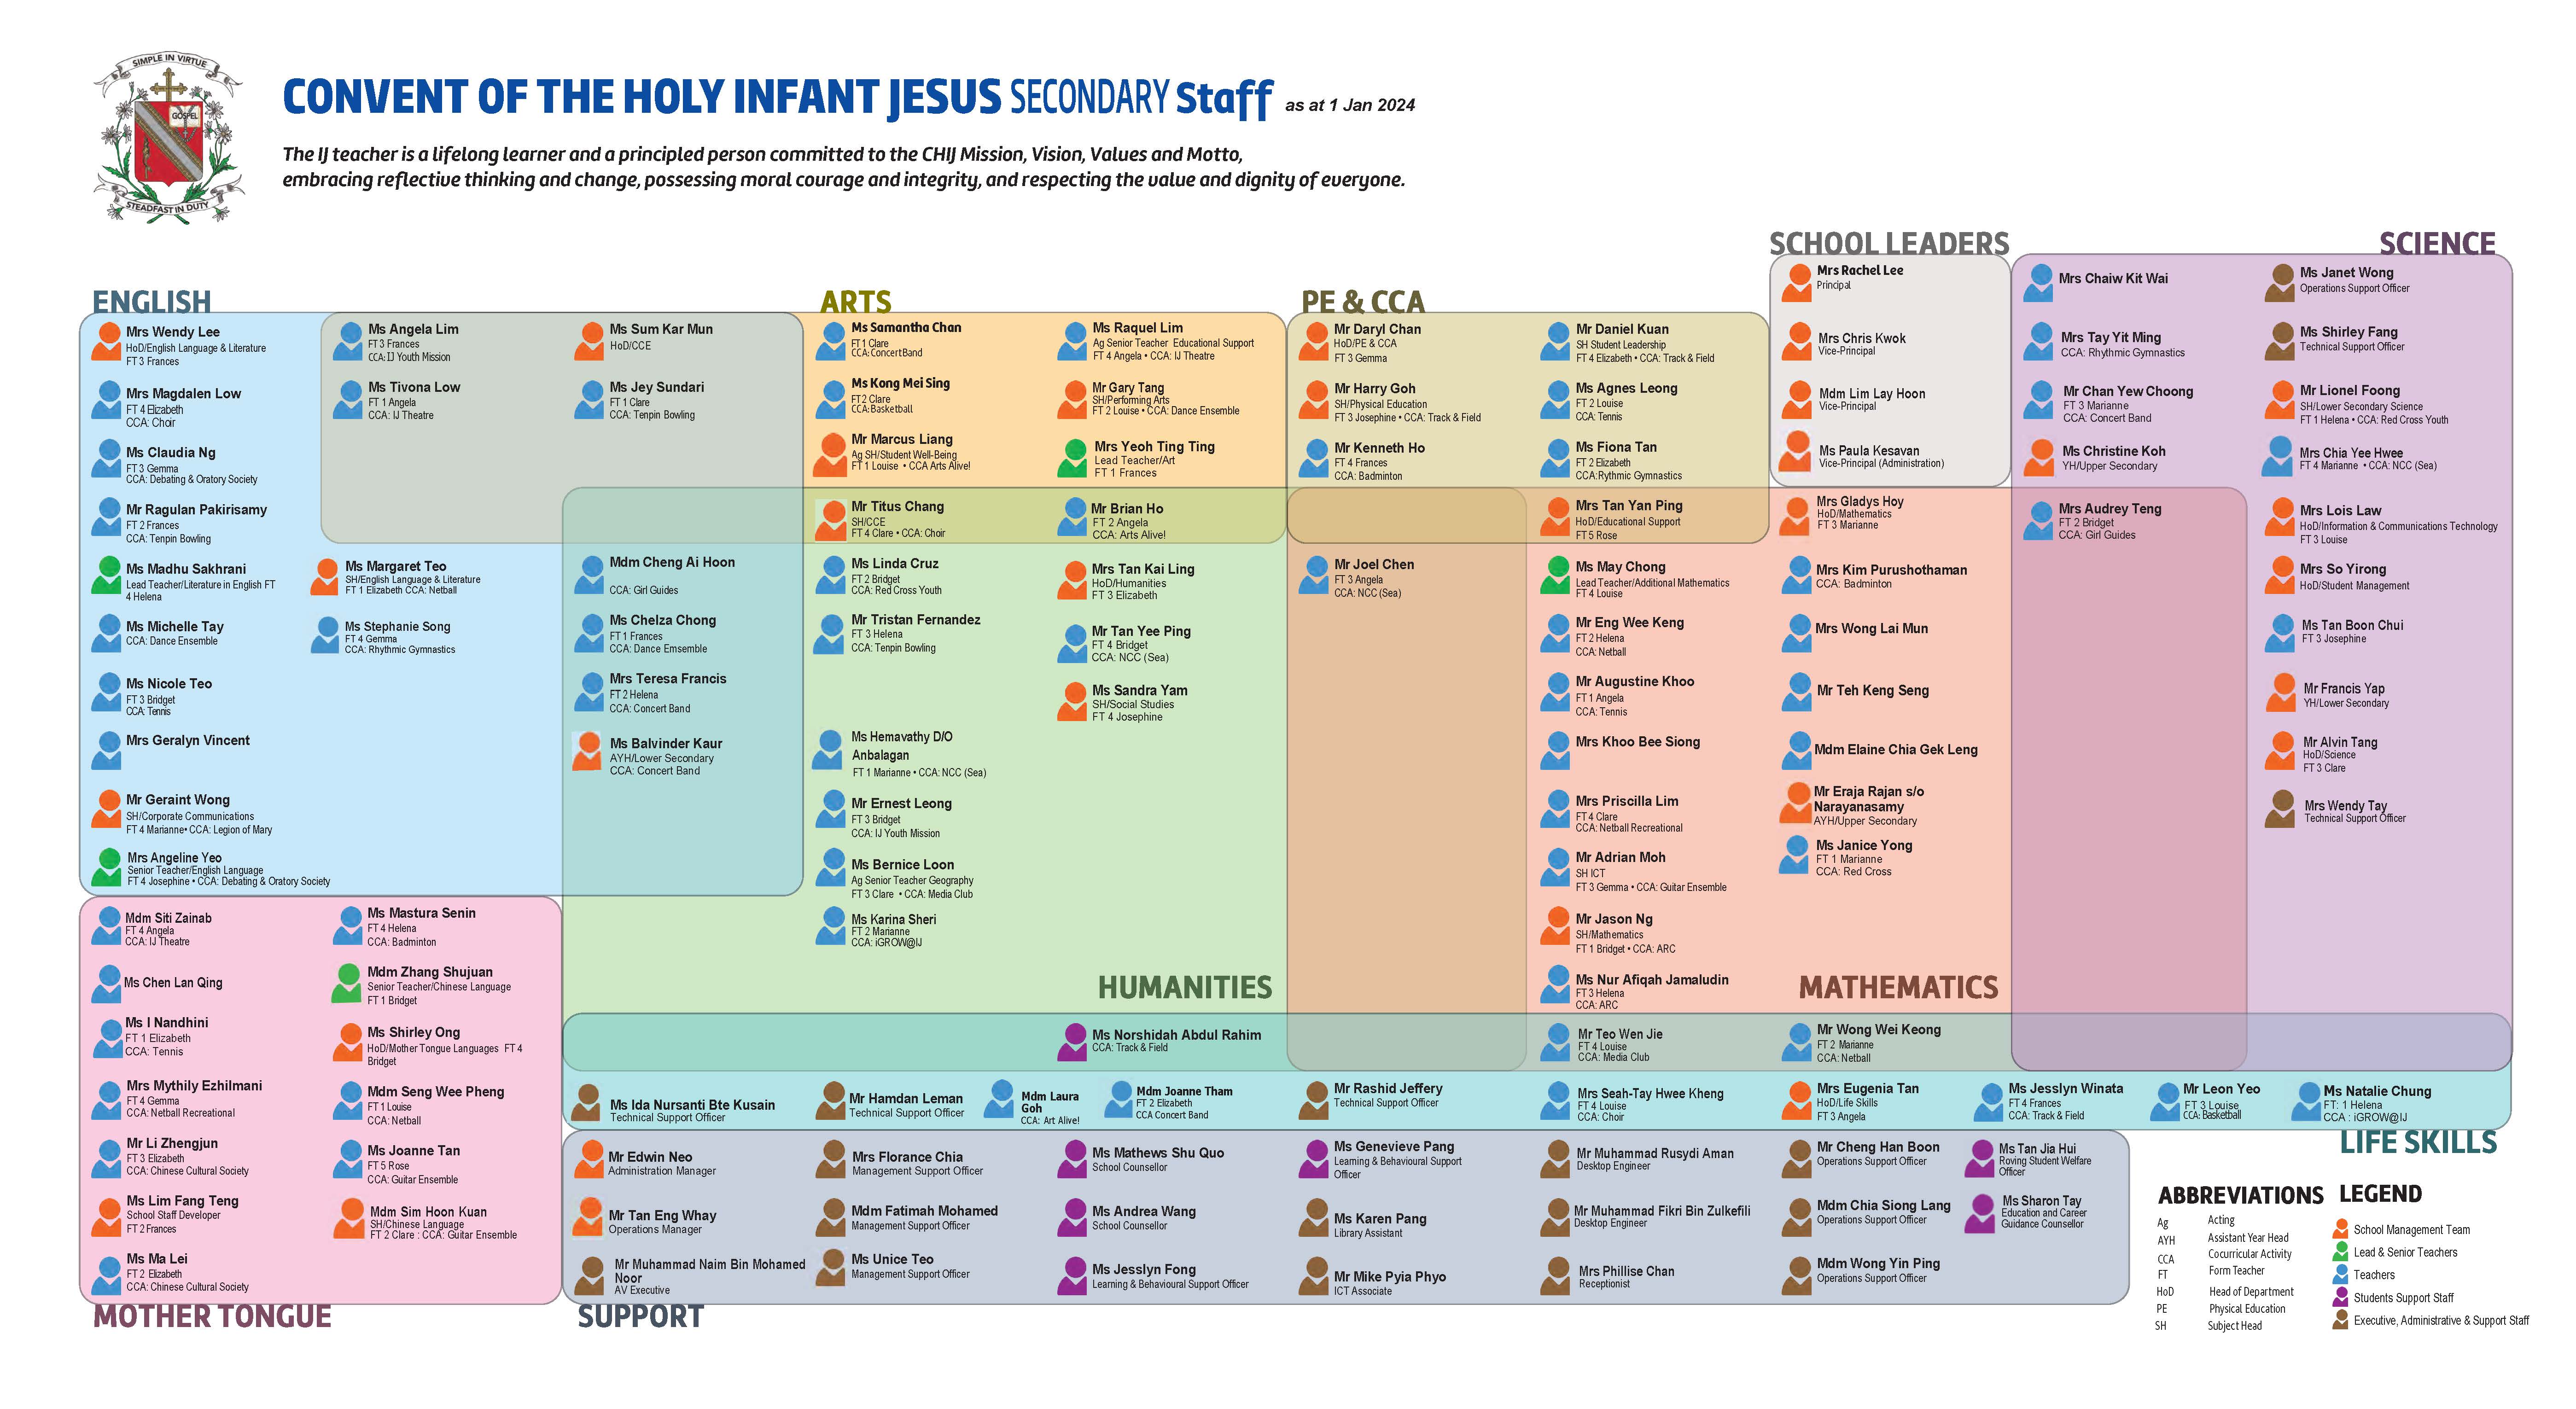 SIMPLE IN VIRTUE
GOSPEL
STEADFAST IN DUTY
CONVENT OF THE HOLY INFANT JESUS SECONDARY Staff as at 1 Jan 2024
The IJ teacher is a lifelong learner and a principled person committed to the CHIJ Mission, Vision, Values and Motto,
embracing reflective thinking and change, possessing moral courage and integrity, and respecting the value and dignity of everyone.
ENGLISH
Mrs Wendy Lee
HoD/English Language & Literature
FT 3 Frances
Mrs Magdalen Low
FT 4 Elizabeth
CCA: Choir
Ms Claudia Ng
FT 3 Gemma
CCA: Debating & Oratory Society
Mr Ragulan Pakirisamy
FT 2 Frances
CCA: Tenpin Bowling
Ms Madhu Sakhrani
Lead Teacher/Literature in English FT
4 Helena
Ms Michelle Tay
CCA: Dance Ensemble
Ms Nicole Teo
FT 3 Bridget
CCA: Tennis
Mrs Geralyn Vincent
Mr Geraint Wong
SH/Corporate Communications
FT 4 Marianne• CCA: Legion of Mary
Mrs Angeline Yeo
Senior Teacher/English Language
FT 4 Josephine • CCA: Debating & Oratory Society
Ms Angela Lim
FT 3 Frances
CCA: IJ Youth Mission
Ms Tivona Low
FT 1 Angela
CCA: IJ Theatre
Ms Margaret Teo
SH/English Language & Literature
FT 1 Elizabeth CCA: Netball
Ms Stephanie Song
FT 4 Gemma
CCA: Rhythmic Gymnastics
Ms Sum Kar Mun
HoD/CCE
Ms Jey Sundari
FT 1 Clare
CCA: Tenpin Bowling
Mdm Cheng Ai Hoon
CCA: Girl Guides
Ms Chelza Chong
FT 1 Frances
CCA: Dance Emsemble
Mrs Teresa Francis
FT 2 Helena
CCA: Concert Band
Ms Balvinder Kaur
AYH/Lower Secondary
CCA: Concert Band
ARTS
Ms Samantha Chan
FT 1 Clare
CCA: ConcertBand
Ms Kong Mei Sing
FT2 Clare
CCA: Basketball
Mr Marcus Liang
Ag SH/Student Well-Being
FT 1 Louise • CCA Arts Alive!
Mr Titus Chang
SH/CCE
FT 4 Clare • CCA: Choir
Ms Linda Cruz
FT 2 Bridget
CCA: Red Cross Youth
Mr Tristan Fernandez
FT 3 Helena
CCA: Tenpin Bowling
Ms Hemavathy D/O
Anbalagan
FT 1 Marianne • CCA: NCC (Sea)
Mr Ernest Leong
FT 3 Bridget
CCA: IJ Youth Mission
Ms Bernice Loon
Ag Senior Teacher Geography
FT 3 Clare • CCA: Media Club
Ms Karina Sheri
FT 2 Marianne
CCA: iGROW@IJ
Ms Raquel Lim
Ag Senior Teacher Educational Support
FT 4 Angela • CCA: IJ Theatre
Mr Gary Tang
SH/Performing Arts
FT 2 Louise • CCA: Dance Ensemble
Mrs Yeoh Ting Ting
Lead Teacher/Art
FT 1 Frances
Mr Brian Ho
FT 2 Angela
CCA: Arts Alive!
Mrs Tan Kai Ling
HoD/Humanities
FT 3 Elizabeth
Mr Tan Yee Ping
FT 4 Bridget
CCA: NCC (Sea)
Ms Sandra Yam
SH/Social Studies
FT 4 Josephine
HUMANITIES
PE & CCA
Mr Daryl Chan
HoD/PE & CCA
FT 3 Gemma
Mr Harry Goh
SH/Physical Education
FT 3 Josephine • CCA: Track & Field
Mr Kenneth Ho
FT 4 Frances
CCA: Badminton
Mr Joel Chen
FT 3 Angela
CCA: NCC (Sea)
Mr Daniel Kuan
SH Student Leadership
FT 4 Elizabeth • CCA: Track & Field
Ms Agnes Leong
FT 2 Louise
CCA: Tennis
Ms Fiona Tan
FT 2 Elizabeth
CCA:Rythmic Gymnastics
Mrs Tan Yan Ping
HoD/Educational Support
FT 5 Rose
Ms May Chong
Lead Teacher/Additional Mathematics
FT 4 Louise
Mr Eng Wee Keng
FT 2 Helena
CCA: Netball
Mr Augustine Khoo
FT 1 Angela
CCA: Tennis
Mrs Khoo Bee Siong
Mrs Priscilla Lim
FT 4 Clare
CCA: Netball Recreational
Mr Adrian Moh
SH ICT
FT 3 Gemma • CCA: Guitar Ensemble
Mr Jason Ng
SH/Mathematics
FT 1 Bridget • CCA: ARC
Ms Nur Afiqah Jamaludin
FT 3 Helena
CCA: ARC
SCHOOL LEADERS
Mrs Rachel Lee
Principal
Mrs Chris Kwok
Vice-Principal
Mdm Lim Lay Hoon
Vice-Principal
Ms Paula Kesavan
Vice-Principal (Administration)
Mrs Gladys Hoy
HoD/Mathematics
FT 3 Marianne
Mrs Kim Purushothaman
CCA: Badminton
Mrs Wong Lai Mun
Mr Teh Keng Seng
Mdm Elaine Chia Gek Leng
Mr Eraja Rajan s/o
Narayanasamy
AYH/Upper Secondary
Ms Janice Yong
FT 1 Marianne
CCA: Red Cross
MATHEMATICS
SCIENCE
Mrs Chaiw Kit Wai
Mrs Tay Yit Ming
CCA: Rhythmic Gymnastics
Mr Chan Yew Choong
FT 3 Marianne
CCA: Concert Band
Ms Christine Koh
YH/Upper Secondary
Mrs Audrey Teng
FT 2 Bridget
CCA: Girl Guides
Ms Janet Wong
Operations Support Officer
Ms Shirley Fang
Technical Support Officer
Mr Lionel Foong
SH/Lower Secondary Science
FT 1 Helena • CCA: Red Cross Youth
Mrs Chia Yee Hwee
FT 4 Marianne • CCA: NCC (Sea)
Mrs Lois Law
HoD/Information & Communications Technology
FT 3 Louise
Mrs So Yirong
HoD/Student Management
Ms Tan Boon Chui
FT 3 Josephine
Mr Francis Yap
YH/Lower Secondary
Mr Alvin Tang
HoD/Science
FT 3 Clare
Mrs Wendy Tay
Technical Support Officer
Mdm Siti Zainab
FT 4 Angela
CCA: IJ Theatre
Ms Chen Lan Qing
Ms I Nandhini
FT 1 Elizabeth
CCA: Tennis
Mrs Mythily Ezhilmani
FT 4 Gemma
CCA: Netball Recreational
Mr Li Zhengjun
FT 3 Elizabeth
CCA: Chinese Cultural Society
Ms Lim Fang Teng
School Staff Developer
FT 2 Frances
Ms Ma Lei
FT 2 Elizabeth
CCA: Chinese Cultural Society
Ms Mastura Senin
FT 4 Helena
CCA: Badminton
Mdm Zhang Shujuan
Senior Teacher/Chinese Language
FT 1 Bridget
Ms Shirley Ong
HoD/Mother Tongue Languages FT 4
Bridget
Mdm Seng Wee Pheng
FT 1 Louise
CCA: Netball
Ms Joanne Tan
FT 5 Rose
CCA: Guitar Ensemble
Mdm Sim Hoon Kuan
SH/Chinese Language
FT 2 Clare : CCA: Guitar Ensemble
MOTHER TONGUE
Ms Norshidah Abdul Rahim
CCA: Track & Field
Mr Teo Wen Jie
FT 4 Louise
CCA: Media Club
Mr Wong Wei Keong
FT 2 Marianne
CCA: Netball
Ms Ida Nursanti Bte Kusain
Technical Support Officer
Mr Hamdan Leman
Technical Support Officer
Mdm Laura
Goh
CCA: Art Alive!
Mdm Joanne Tham
FT 2 Elizabeth
CCA Concert Band
Mr Rashid Jeffery
Technical Support Officer
Mrs Seah-Tay Hwee Kheng
FT 4 Louise
CCA: Choir
Mrs Eugenia Tan
HoD/Life Skills
FT 3 Angela
Ms Jesslyn Winata
FT 4 Frances
CCA: Track & Field
Mr Leon Yeo
FT 3 Louise
CCA: Basketball
Ms Natalie Chung
FT: 1 Helena
CCA : iGROW@IJ
LIFE SKILLS
Mr Edwin Neo
Administration Manager
Mr Tan Eng Whay
Operations Manager
Mr Muhammad Naim Bin Mohamed
Noor
AV Executive
Mrs Florance Chia
Management Support Officer
Mdm Fatimah Mohamed
Management Support Officer
Ms Unice Teo
Management Support Officer
Ms Mathews Shu Quo
School Counsellor
Ms Andrea Wang
School Counsellor
Ms Jesslyn Fong
Learning & Behavioural Support Officer
Ms Genevieve Pang
Learning & Behavioural Support
Officer
Ms Karen Pang
Library Assistant
Mr Mike Pyia Phyo
ICT Associate
Mr Muhammad Rusydi Aman
Desktop Engineer
Mr Muhammad Fikri Bin Zulkefili
Desktop Engineer
Mrs Phillise Chan
Receptionist
Mr Cheng Han Boon
Operations Support Officer
Mdm Chia Siong Lang
Operations Support Officer
Mdm Wong Yin Ping
Operations Support Officer
Ms Tan Jia Hui
Roving Student Welfare
Officer
Ms Sharon Tay
Education and Career
Guidance Counsellor
SUPPORT
ABBREVIATIONS
Ag Acting
AYH Assistant Year Head
CCA Cocurricular Activity
FT Form Teacher
HoD Head of Department
PE Physical Education
SH Subject Head
LEGEND
School Management Team
Lead & Senior Teachers
Teachers
Students Support Staff
Executive, Administrative & Support Staff